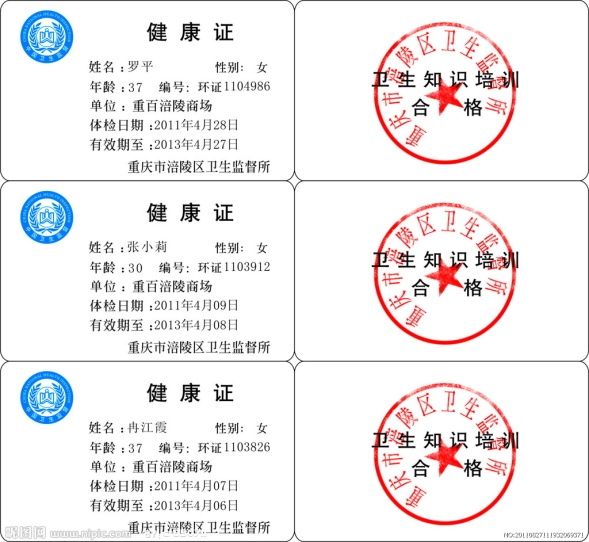 健康证
姓名:罗平 性别: 女
年龄:37 编号: 环证1104986
单位: 重百涪陵商场
体检日期:2011年4月28日
有效期至:2013年4月27日
重庆市涪陵区卫生监督所
重庆市涪陵区卫生监督所
卫生知识培训
合格
健康证
姓名:张小莉 性别: 女
年龄:30 编号: 环证1103912
单位: 重百涪陵商场
体检日期:2011年4月09日
有效期至:2013年4月08日
重庆市涪陵区卫生监督所
重庆市涪陵区卫生监督所
卫生知识培训
合格
健康证
姓名:冉江霞 性别: 女
年龄:37 编号: 环证1103826
单位: 重百涪陵商场
体检日期:2011年4月07日
有效期至:2013年4月06日
重庆市涪陵区卫生监督所
重庆市涪陵区卫生监督所
卫生知识培训
合格
昵图网 www.nipic.com
NO:20110927111932069371